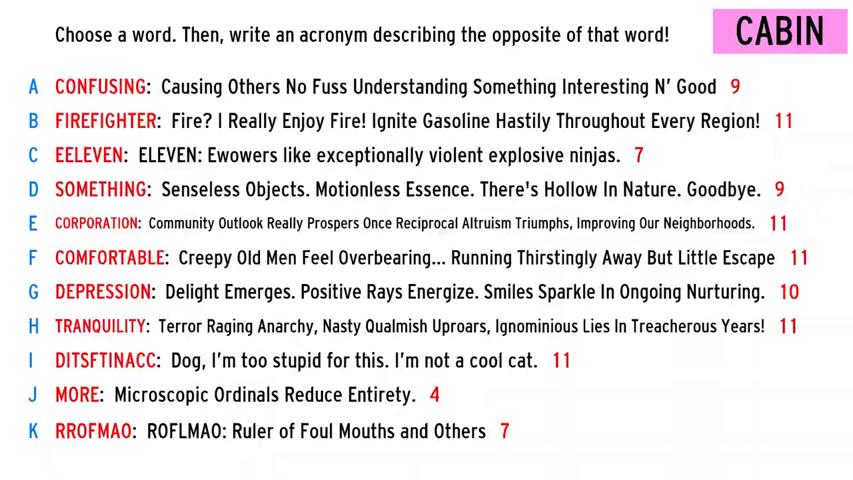 Choose a word. Then, write an acronym describing the opposite of that word!
CABIN
A CONFUSING: Causing Others No Fuss Understanding Something Interesting N' Good 9
B FIREFIGHTER: Fire? I Really Enjoy Fire! Ignite Gasoline Hastily Throughout Every Region! 11
C EELEVEN: ELEVEN: Ewowers like exceptionally violent explosive ninjas. 7
D SOMETHING: Senseless Objects. Motionless Essence. There's Hollow In Nature. Goodbye. 9
E CORPORATION: Community Outlook Really Prospers Once Reciprocal Altruism Triumphs, Improving Our Neighborhoods. 11
F COMFORTABLE: Creepy Old Men Feel Overbearing... Running Thirstingly Away But Little Escape 11
G DEPRESSION: Delight Emerges. Positive Rays Energize. Smiles Sparkle In Ongoing Nurturing. 10
H TRANQUILITY: Terror Raging Anarchy, Nasty Qualmish Uproars, Ignominious Lies In Treacherous Years! 11
I DITSFTINACC: Dog, I'm too stupid for this. I'm not a cool cat. 11
J MORE: Microscopic Ordinals Reduce Entirety. 4
K RROFMAO: ROFLMAO: Ruler of Foul Mouths and Others 7